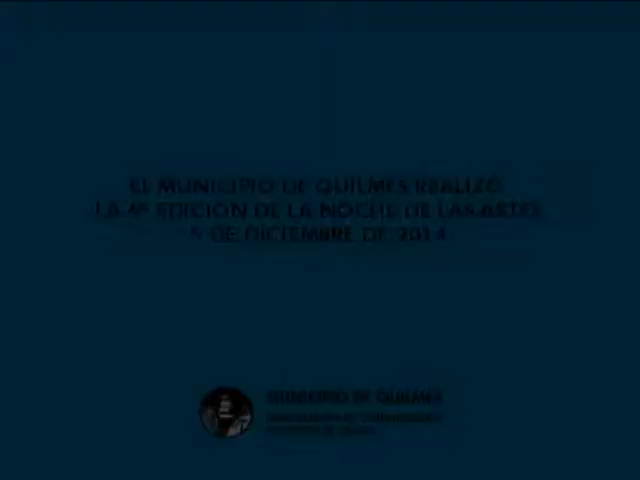 EL MUNICIPIO DE QUILMES REALIZÓ
LA 4ª EDICIÓN DE LA NOCHE DE LAS ARTES
5 DE DICIEMBRE DE 2014
MUNICIPIO DE QUILMES